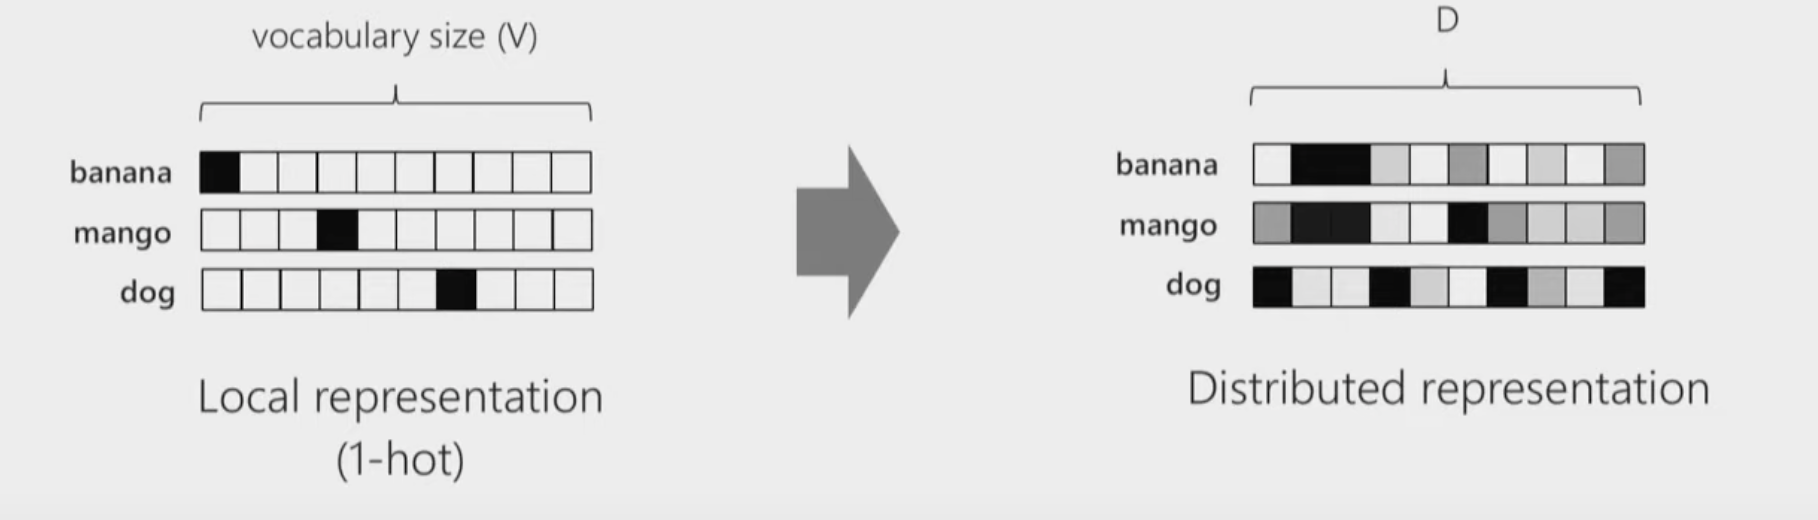 vocabulary size (V)
banana
mango
dog
Local representation
(1-hot)
D
banana
mango
dog
Distributed representation